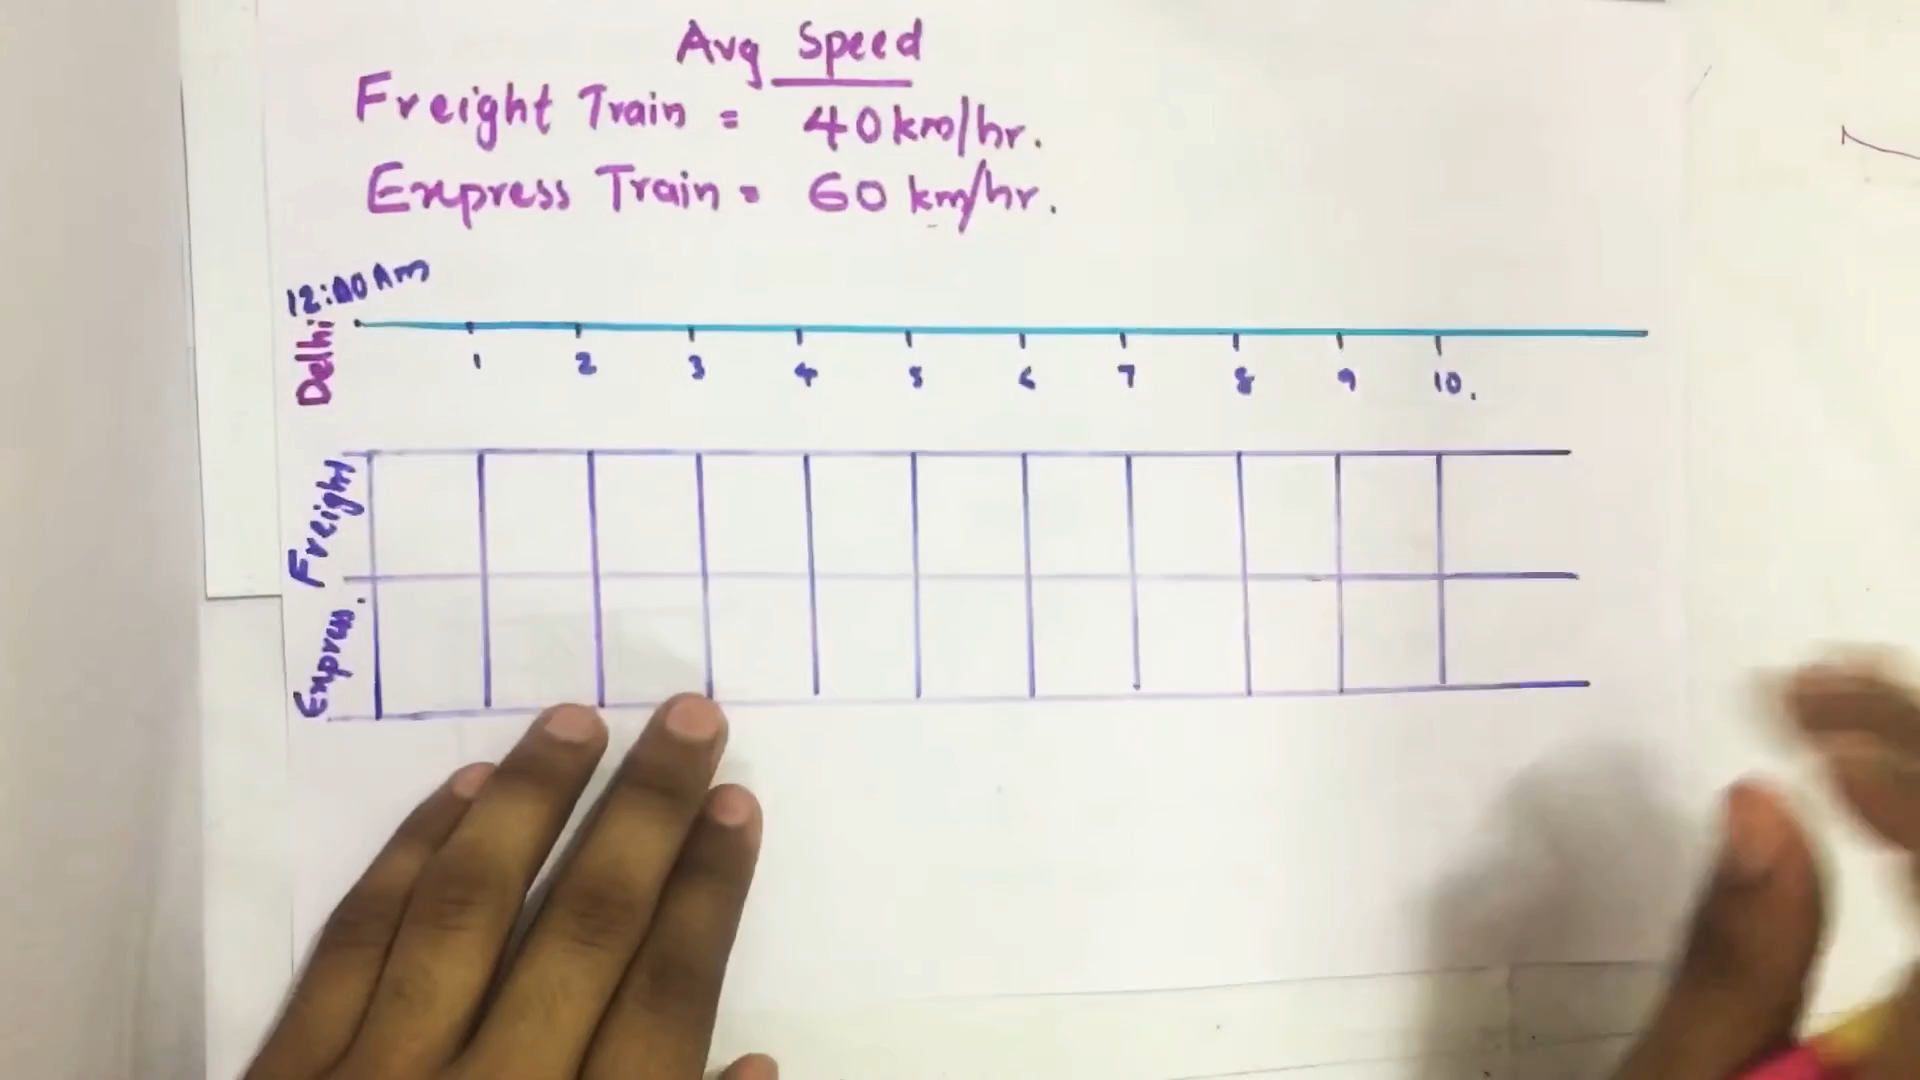 Avg Speed
Freight Train = 40 km/hr.
Express Train = 60 km/hr.
12:00 Am
Delhi
1 2 3 4 5 6 7 8 9 10.
Freight
Express.